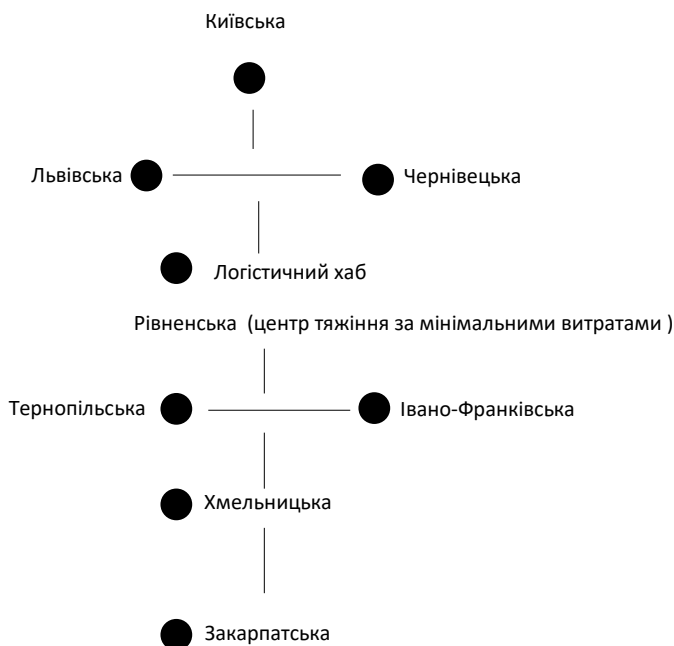 Київська
Львівська
Чернівецька
Логістичний хаб
Рівненська (центр тяжіння за мінімальними витратами )
Тернопільська
Івано-Франківська
Хмельницька
Закарпатська